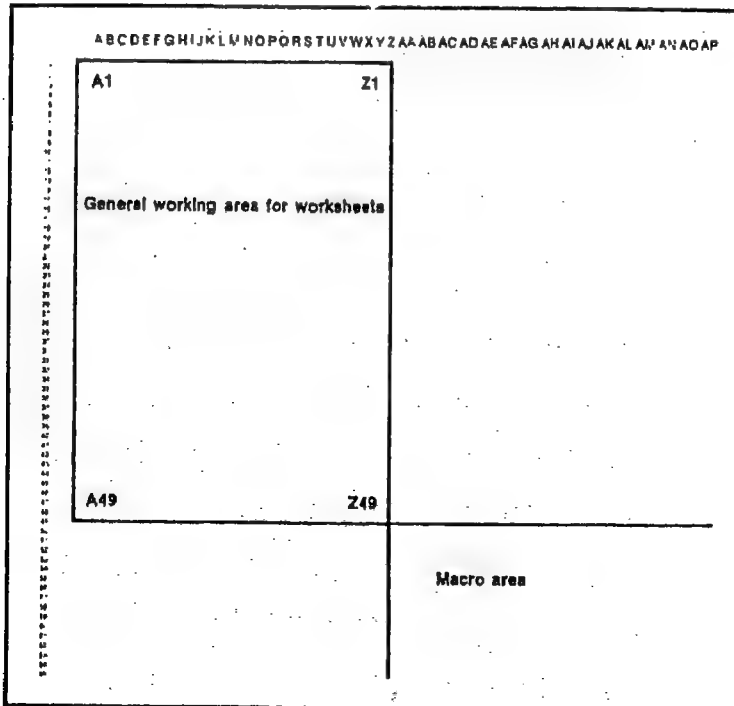 ABCDEFGHIJKLMNOPQRSTUVWXYZ AA AB AC AD AE AF AG AH AI AJ AK AL AM AN AO AP
A1 Z1
General working area for worksheets
A49 Z49
Macro area